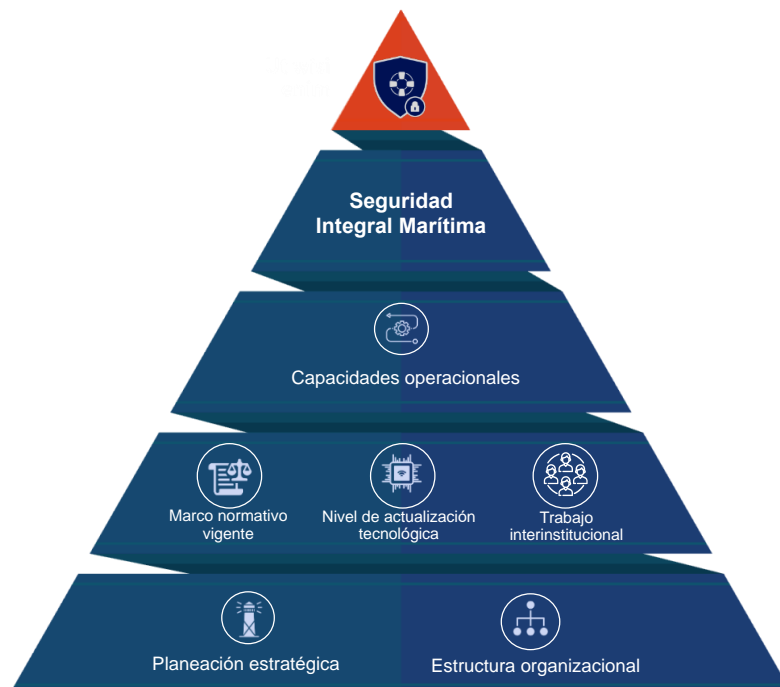 Seguridad
Integral Marítima
Capacidades operacionales
Marco normativo
vigente
Nivel de actualización
tecnológica
Trabajo
interinstitucional
Planeación estratégica
Estructura organizacional